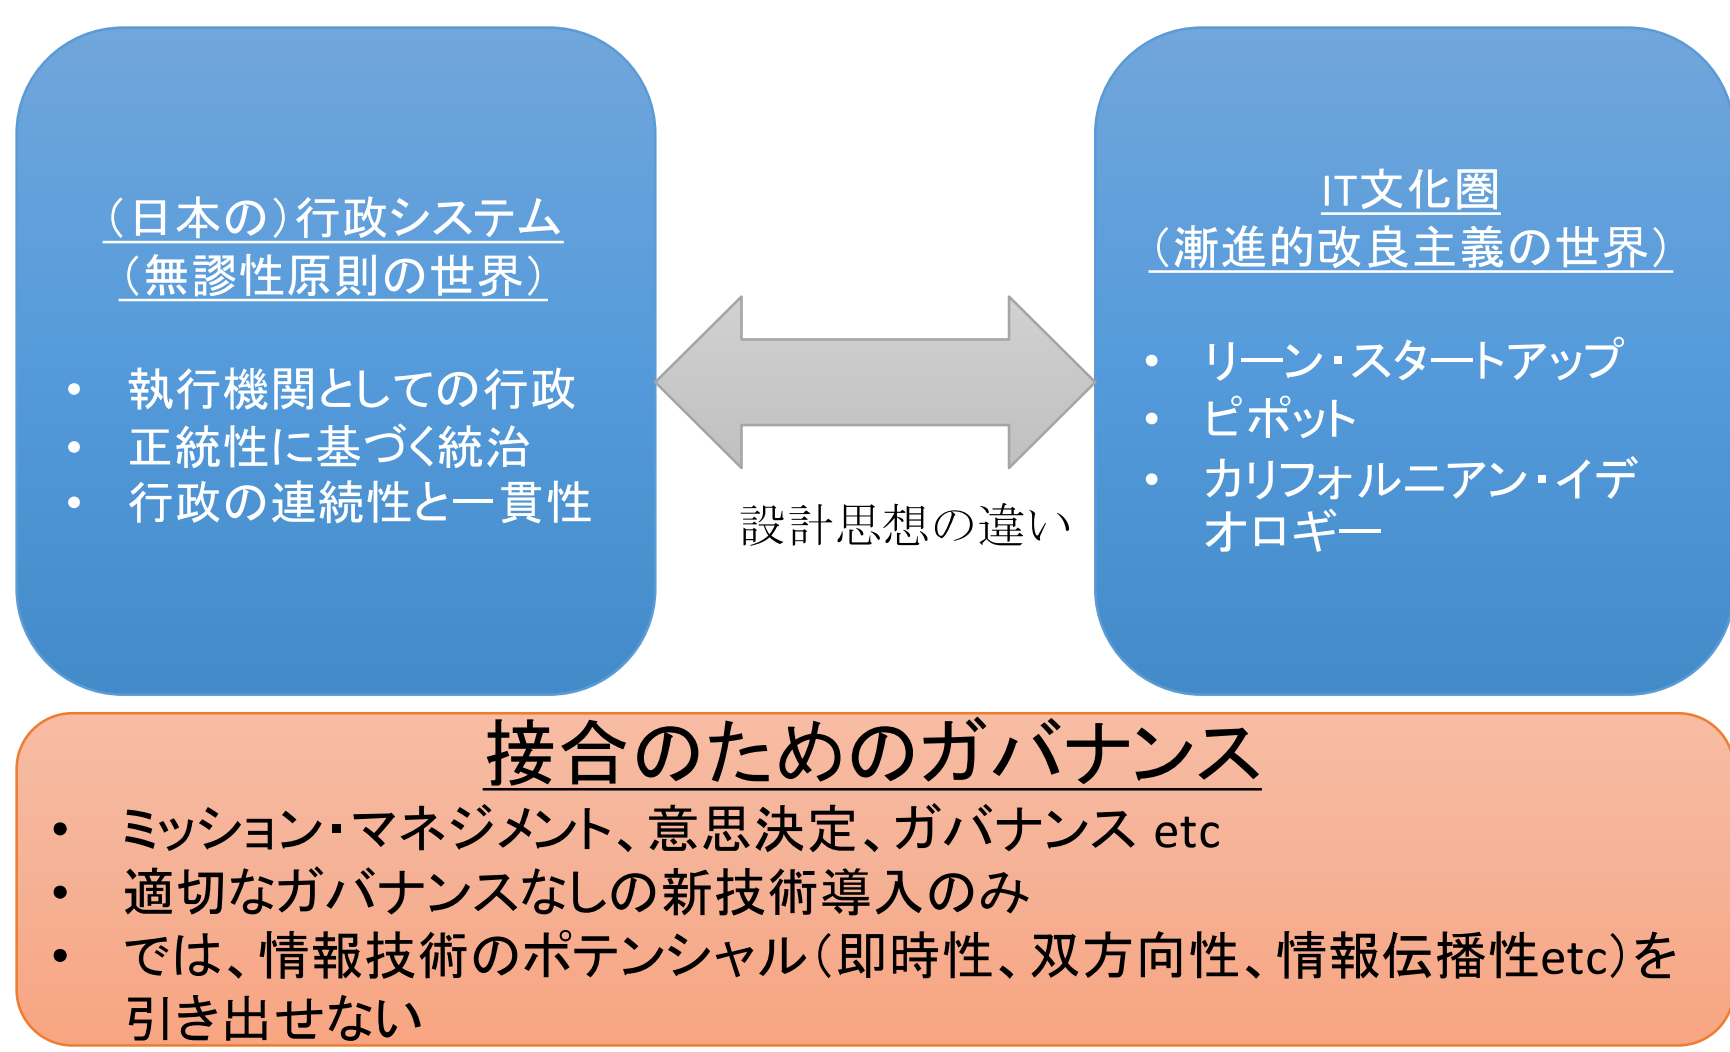 （日本の）行政システム
（無謬性原則の世界）
• 執行機関としての行政
• 正統性に基づく統治
• 行政の連続性と一貫性
設計思想の違い
IT文化圏
（漸進的改良主義の世界）
• リーン・スタートアップ
• ピポット
• カリフォルニアン・イデ
オロギー
接合のためのガバナンス
• ミッション・マネジメント、意思決定、ガバナンス etc
• 適切なガバナンスなしの新技術導入のみ
• では、情報技術のポテンシャル（即時性、双方向性、情報伝播性etc）を
引き出せない